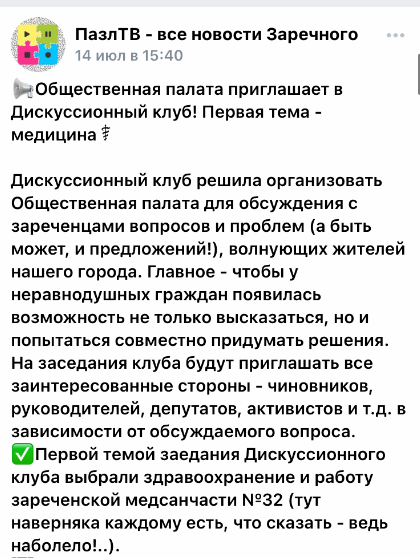 ПазлТВ - все новости Заречного
14 июл в 15:40
📢Общественная палата приглашает в
Дискуссионный клуб! Первая тема -
медицина⚕
Дискуссионный клуб решила организовать
Общественная палата для обсуждения с
зареченцами вопросов и проблем (а быть
может, и предложений!), волнующих жителей
нашего города. Главное - чтобы у
неравнодушных граждан появилась
возможность не только высказаться, но и
попытаться совместно придумать решения.
На заседания клуба будут приглашать все
заинтересованные стороны - чиновников,
руководителей, депутатов, активистов и т.д. в
зависимости от обсуждаемого вопроса.
✅Первой темой заедания Дискуссионного
клуба выбрали здравоохранение и работу
зареченской медсанчасти №32 (тут
наверняка каждому есть, что сказать - ведь
наболело!..).